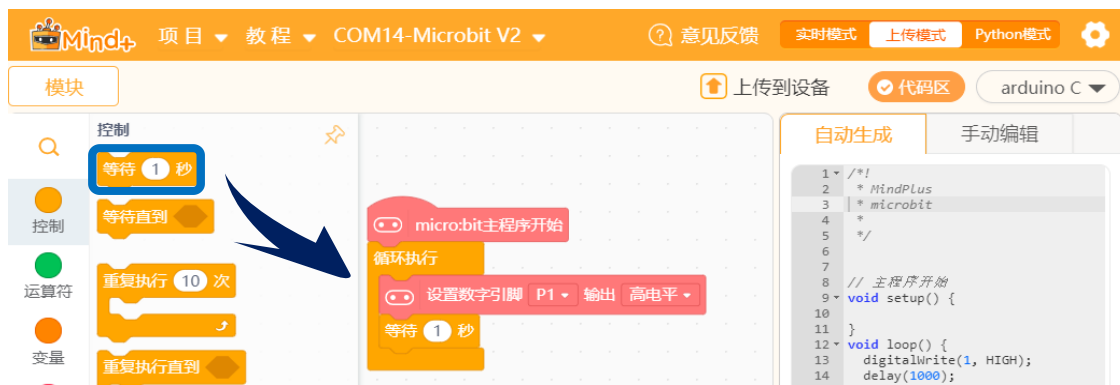 Mind+ 项目 教程 COM14-Microbit V2 意见反馈 实时模式 上传模式 Python模式
模块 上传到设备 代码区 arduino C
控制
等待 1 秒
控制
等待直到
运算符
重复执行 10 次
变量
重复执行直到
micro:bit主程序开始
循环执行
设置数字引脚 P1 输出 高电平
等待 1 秒
自动生成 手动编辑
1 /*!
2 * MindPlus
3 * microbit
4 *
5 */
6
7
8 // 主程序开始
9 void setup() {
10
11 }
12 void loop() {
13 digitalWrite(1, HIGH);
14 delay(1000);